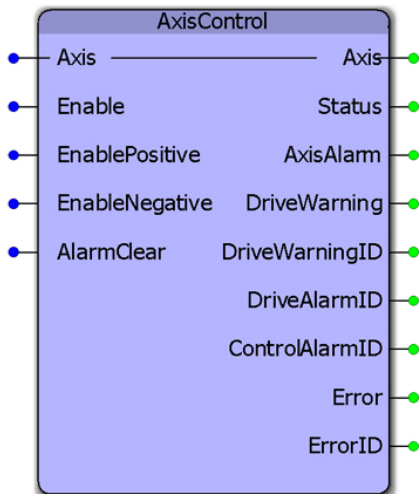 AxisControl
Axis Axis
Enable Status
EnablePositive AxisAlarm
EnableNegative DriveWarning
AlarmClear DriveWarningID
DriveAlarmID
ControlAlarmID
Error
ErrorID